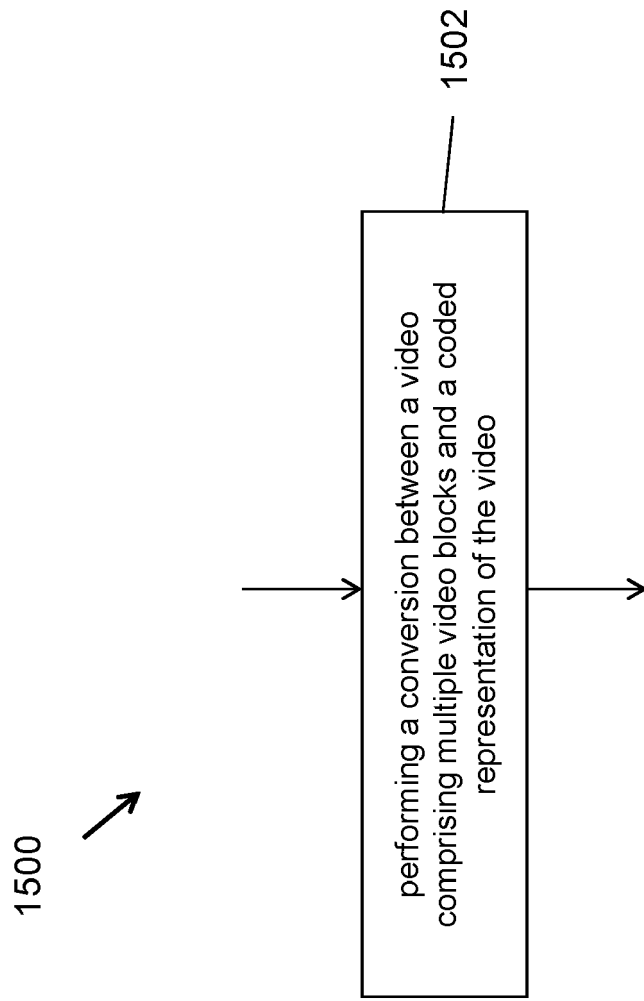 1500
1502
performing a conversion between a video
comprising multiple video blocks and a coded
representation of the video